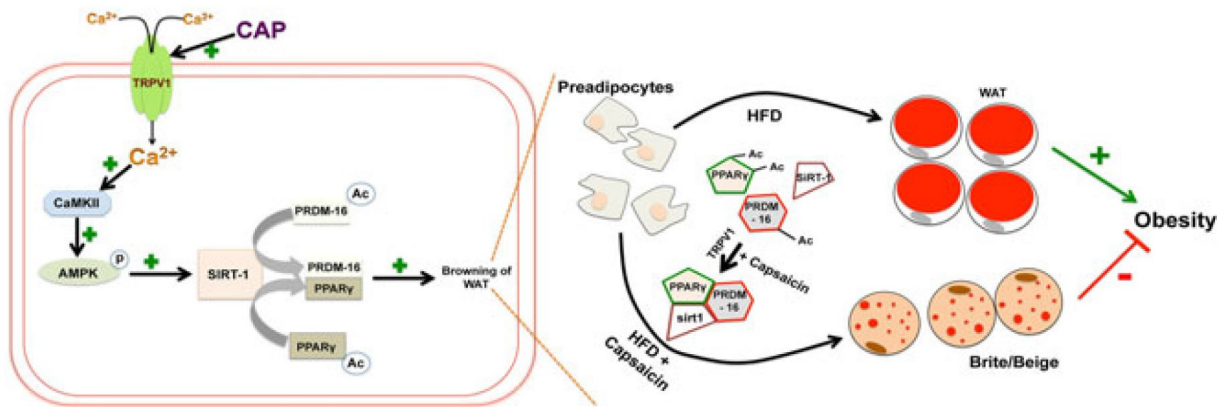 Ca²⁺
Ca²⁺
CAP
+
TRPV1
Ca²⁺
+
CaMKII
+
AMPK
P
+
SIRT-1
Ac
PRDM-16
PRDM-16
PPARγ
+
PPARγ
Ac
Browning of
WAT
Preadipocytes
HFD
WAT
Ac
Ac
PPARγ
SiRT-1
PRDM
- 16
Ac
TRPV1
+ Capsaicin
PPARγ
PRDM
- 16
sirt1
HFD +
Capsaicin
+
Obesity
-
Brite/Beige